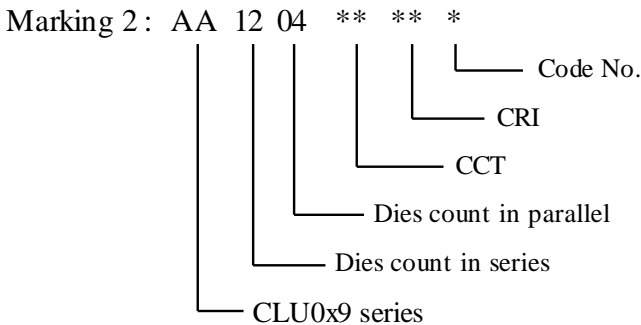 Marking 2 : AA 12 04 ** ** *
Code No.
CRI
CCT
Dies count in parallel
Dies count in series
CLU0x9 series